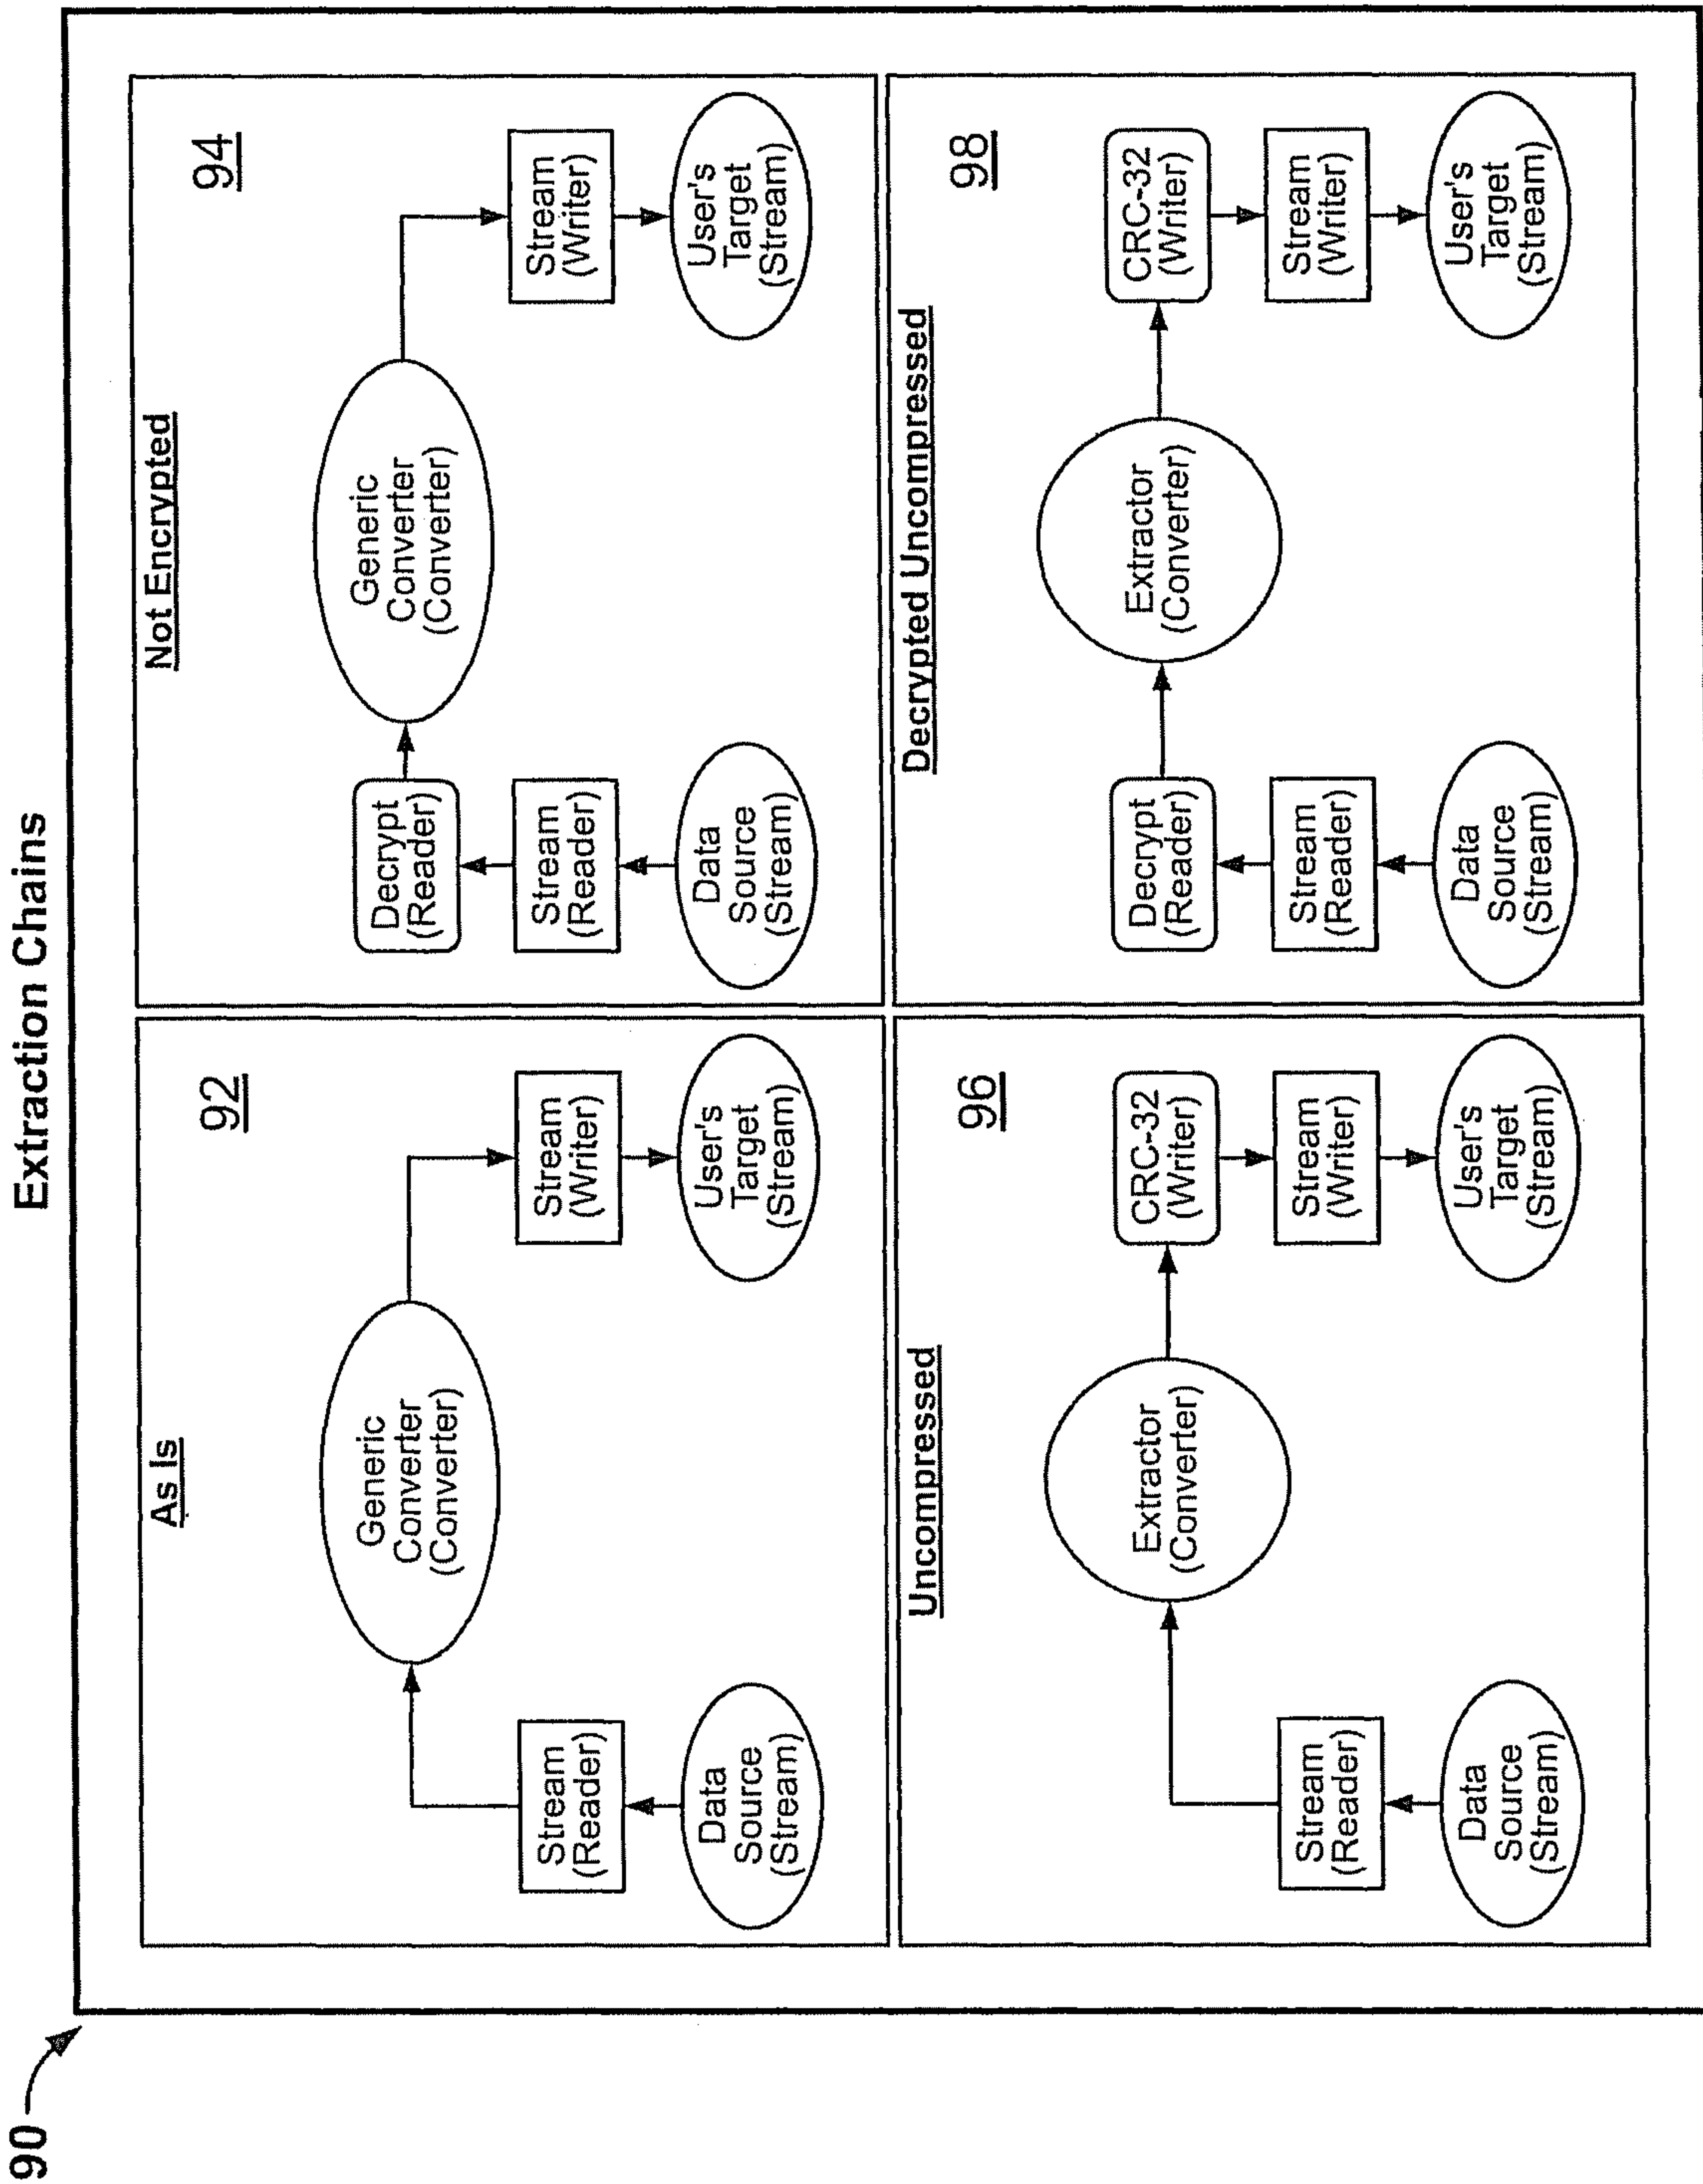 Extraction Chains
90
As Is
92
Generic
Converter
(Converter)
Stream
(Reader)
Data
Source
(Stream)
Stream
(Writer)
User's
Target
(Stream)
Not Encrypted
94
Decrypt
(Reader)
Stream
(Reader)
Data
Source
(Stream)
Generic
Converter
(Converter)
Stream
(Writer)
User's
Target
(Stream)
Uncompressed
96
Extractor
(Converter)
Stream
(Reader)
Data
Source
(Stream)
CRC-32
(Writer)
Stream
(Writer)
User's
Target
(Stream)
Decrypted Uncompressed
98
Decrypt
(Reader)
Stream
(Reader)
Data
Source
(Stream)
Extractor
(Converter)
CRC-32
(Writer)
Stream
(Writer)
User's
Target
(Stream)